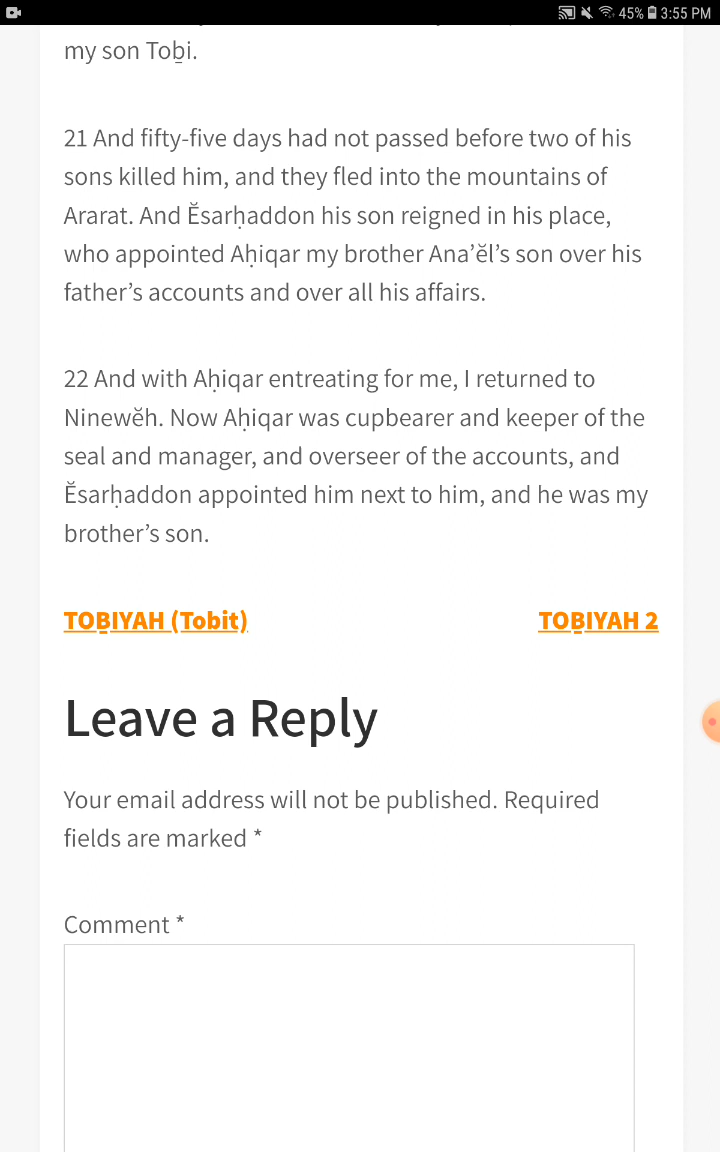 45% 3:55 PM
my son Toḇi.
21 And fifty-five days had not passed before two of his
sons killed him, and they fled into the mountains of
Ararat. And Ĕsarḥaddon his son reigned in his place,
who appointed Aḥiqar my brother Ana’ĕl’s son over his
father’s accounts and over all his affairs.
22 And with Aḥiqar entreating for me, I returned to
Ninewĕh. Now Aḥiqar was cupbearer and keeper of the
seal and manager, and overseer of the accounts, and
Ĕsarḥaddon appointed him next to him, and he was my
brother’s son.
TOḆIYAH (Tobit) TOḆIYAH 2
Leave a Reply
Your email address will not be published. Required
fields are marked *
Comment *